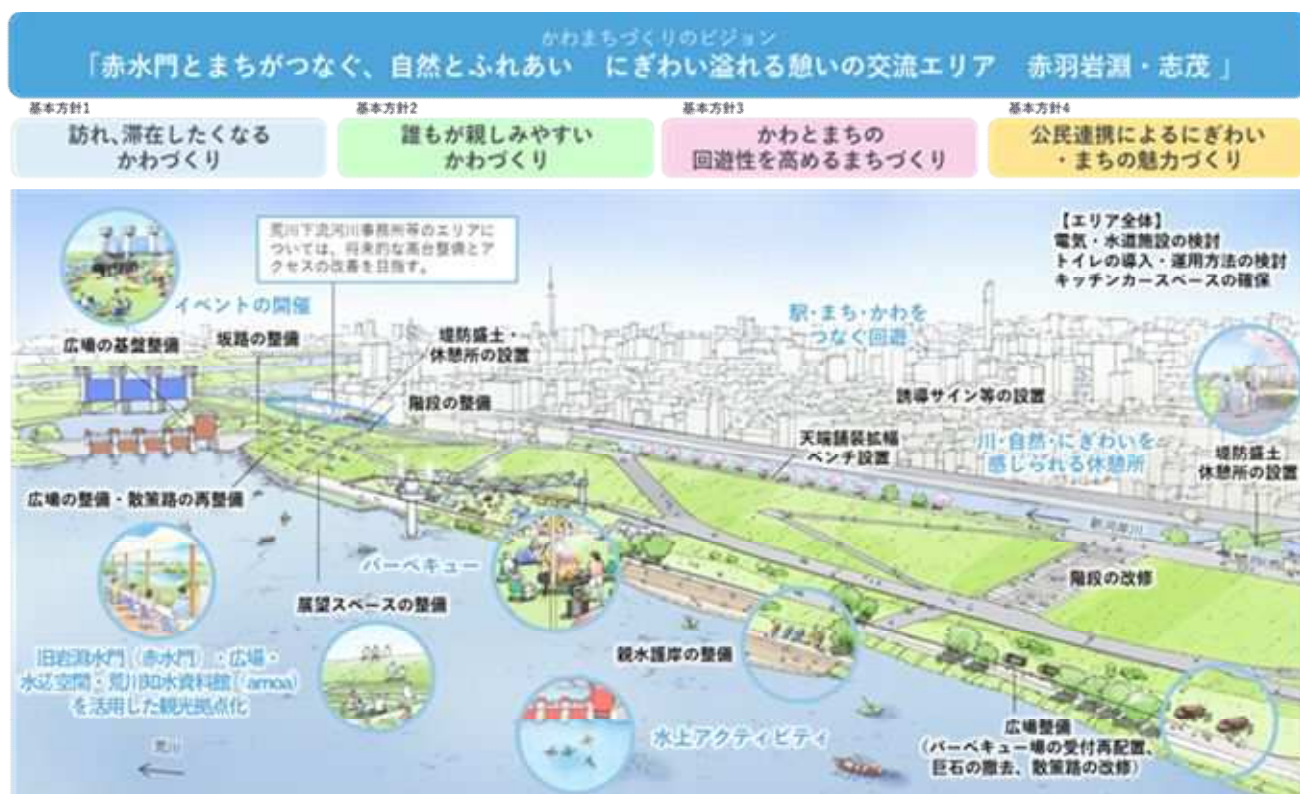 かわまちづくりのビジョン
「赤水門とまちがつなぐ、自然とふれあい　にぎわい溢れる憩いの交流エリア　赤羽岩淵・志茂」
基本方針1
訪れ、滞在したくなる
かわづくり
基本方針2
誰もが親しみやすい
かわづくり
基本方針3
かわとまちの
回遊性を高めるまちづくり
基本方針4
公民連携によるにぎわい
・まちの魅力づくり
荒川下流河川事務所等のエリアに
ついては、将来的な高台整備とア
クセスの改善を目指す。
【エリア全体】
電気・水道施設の検討
トイレの導入・運用方法の検討
キッチンカースペースの確保
イベントの開催
広場の基盤整備
坂路の整備
堤防盛土・
休憩所の設置
駅・まち・かわを
つなぐ回遊
階段の整備
誘導サイン等の設置
天端舗装拡幅
ベンチ設置
川・自然・にぎわいを
感じられる休憩所
堤防盛土
休憩所の設置
広場の整備・散策路の再整備
新河岸川
バーベキュー
階段の改修
展望スペースの整備
親水護岸の整備
旧岩淵水門（赤水門）・広場・
水辺空間・荒川知水資料館（amoa）
を活用した観光拠点化
水上アクティビティ
広場整備
（バーベキュー場の受付再配置、
巨石の撤去、散策路の改修）
荒川